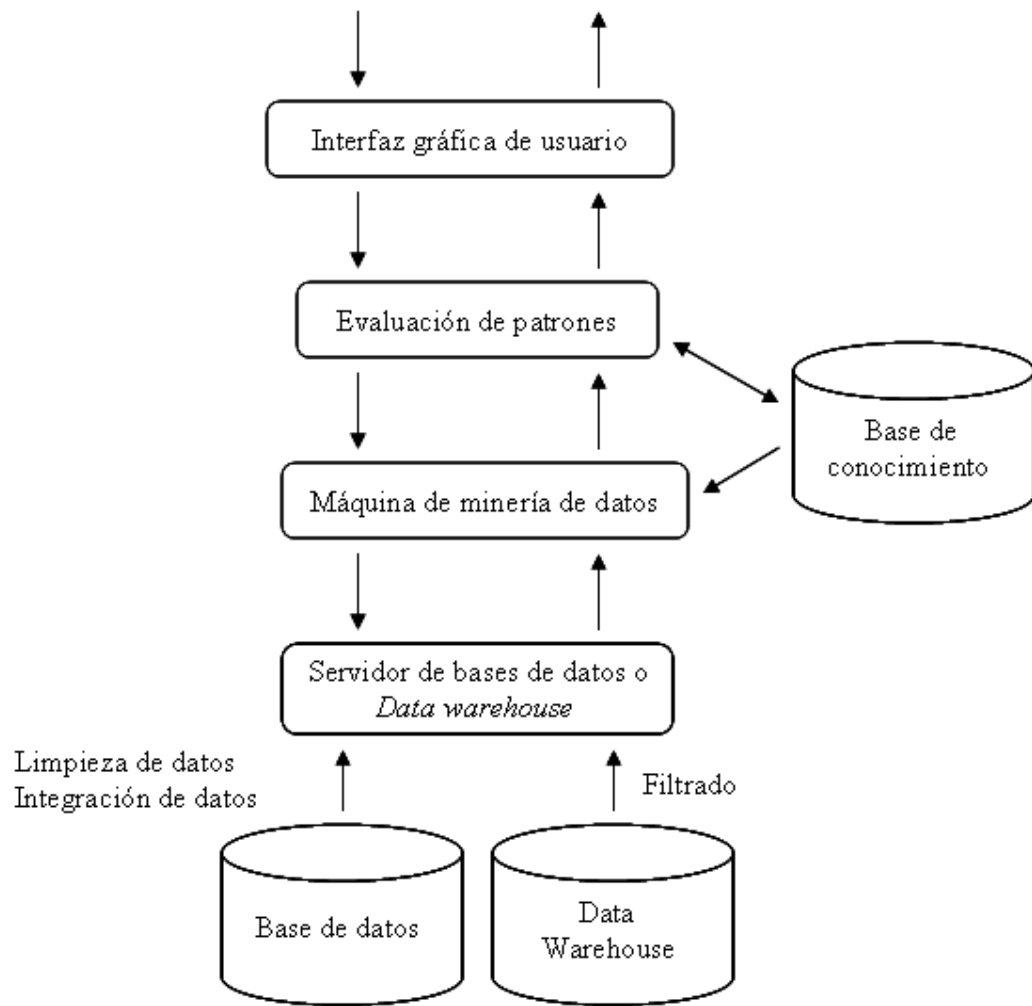 Interfaz gráfica de usuario
Evaluación de patrones
Base de
conocimiento
Máquina de minería de datos
Servidor de bases de datos o
Data warehouse
Limpieza de datos
Integración de datos
Filtrado
Base de datos
Data
Warehouse